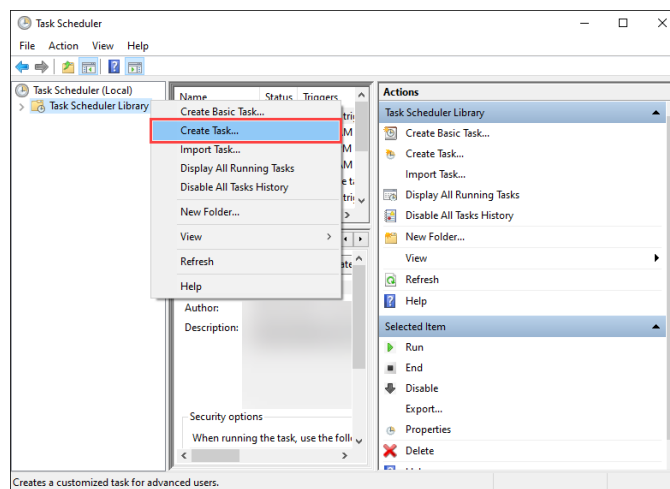 Task Scheduler
File Action View Help
Task Scheduler (Local)
Task Scheduler Library
Name Status Triggers
Create Basic Task...
Create Task...
Import Task...
Display All Running Tasks
Disable All Tasks History
New Folder...
View
Refresh
Help
Author:
Description:
Security options
When running the task, use the
Actions
Task Scheduler Library
Create Basic Task...
Create Task...
Import Task...
Display All Running Tasks
Disable All Tasks History
New Folder...
View
Refresh
Help
Selected Item
Run
End
Disable
Export...
Properties
Delete
Creates a customized task for advanced users.